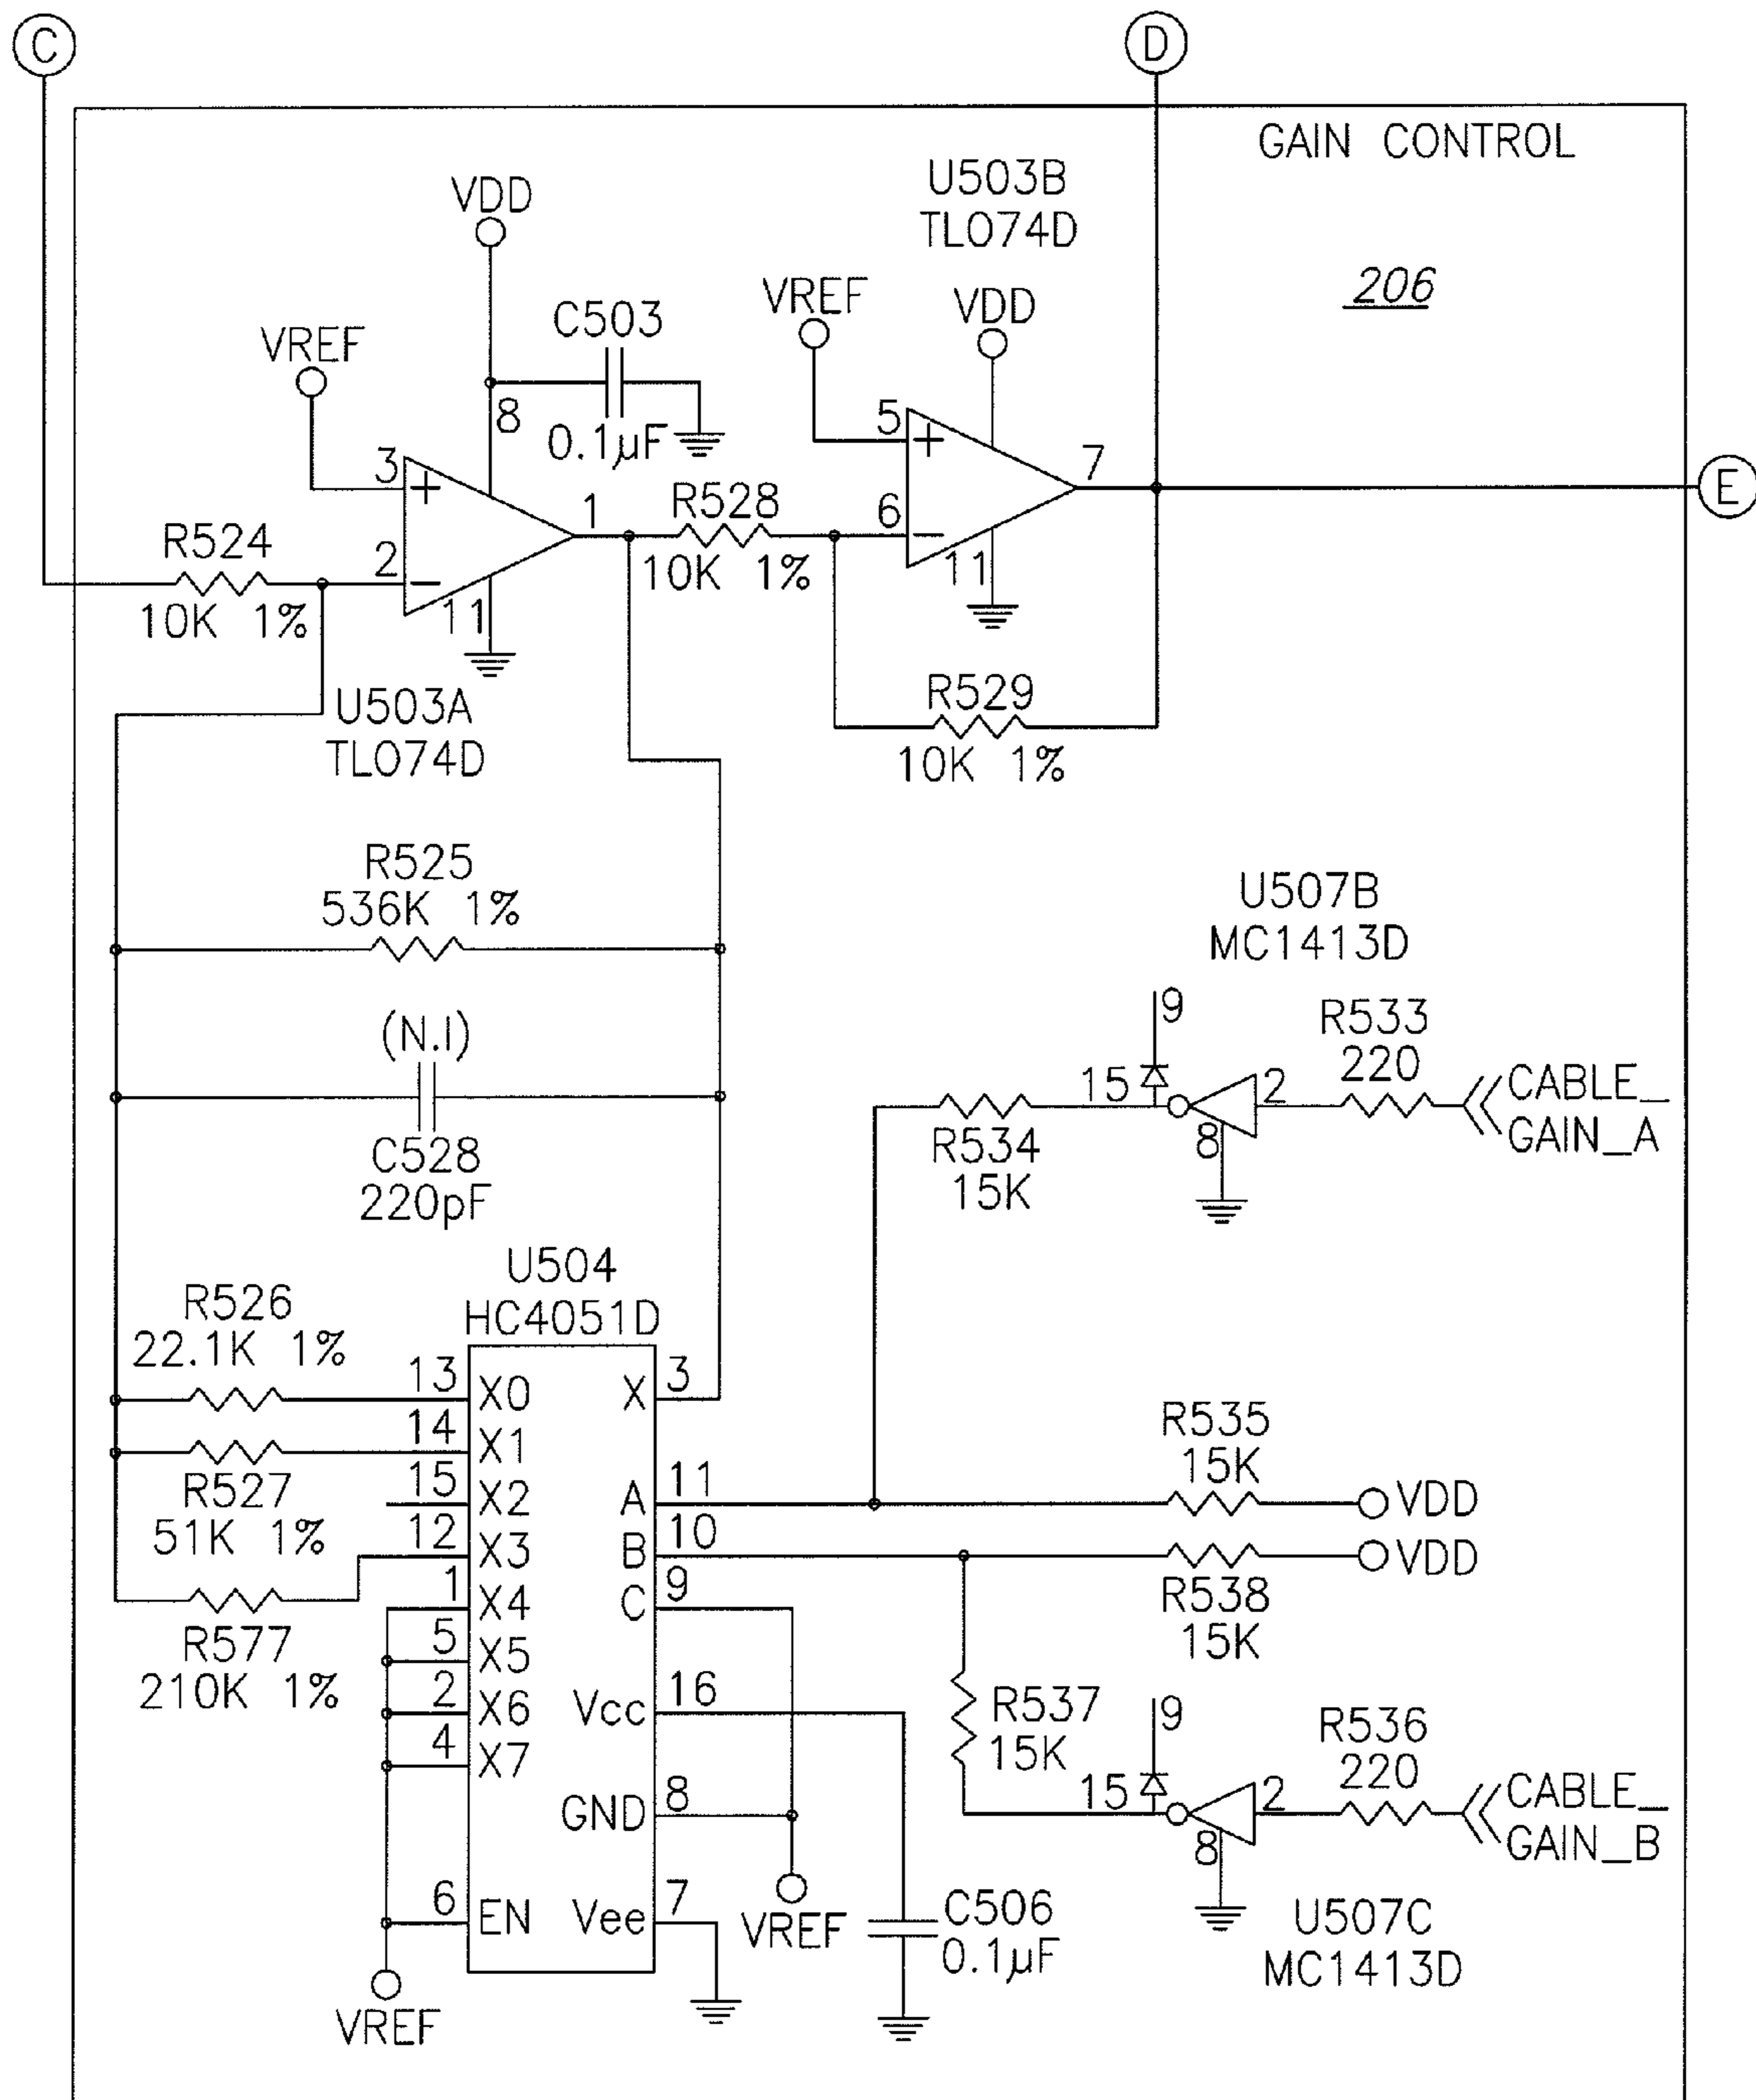 C
D
GAIN CONTROL
206
VDD
U503B
TL074D
VREF
C503
8
0.1µF
VREF
VDD
3
+
2
−
1
11
5
+
6
−
7
11
E
R524
10K 1%
R528
10K 1%
U503A
TL074D
R529
10K 1%
R525
536K 1%
(N.I)
C528
220pF
U507B
MC1413D
9
R533
220
15
2
8
CABLE_
GAIN_A
R534
15K
U504
HC4051D
R526
22.1K 1%
13 X0
14 X1
15 X2
12 X3
1 X4
5 X5
2 X6
4 X7
6 EN
R527
51K 1%
R577
210K 1%
X 3
A 11
B 10
C 9
Vcc 16
GND 8
Vee 7
R535
15K
VDD
VDD
R538
15K
R537
15K
9
R536
220
15
2
8
CABLE_
GAIN_B
VREF
VREF
C506
0.1µF
U507C
MC1413D